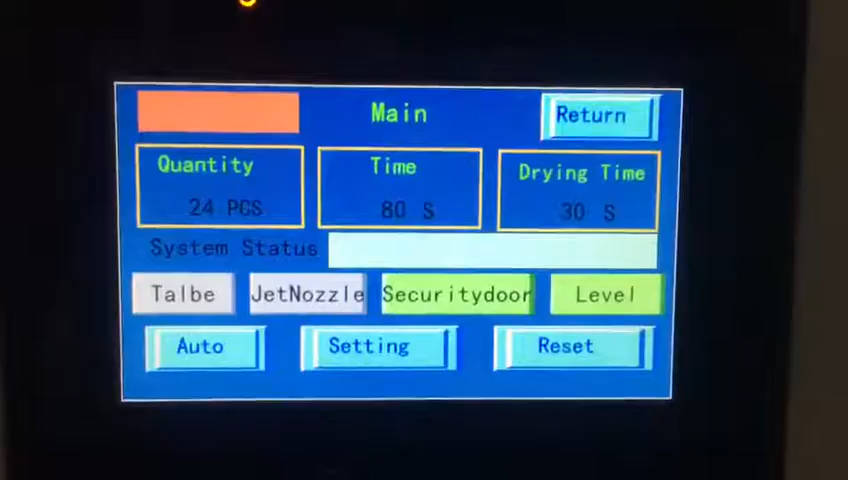 Main
Return
Quantity
Time
Drying Time
24 PCS
80 S
30 S
System Status
Talbe
JetNozzle
Securitydoor
Level
Auto
Setting
Reset